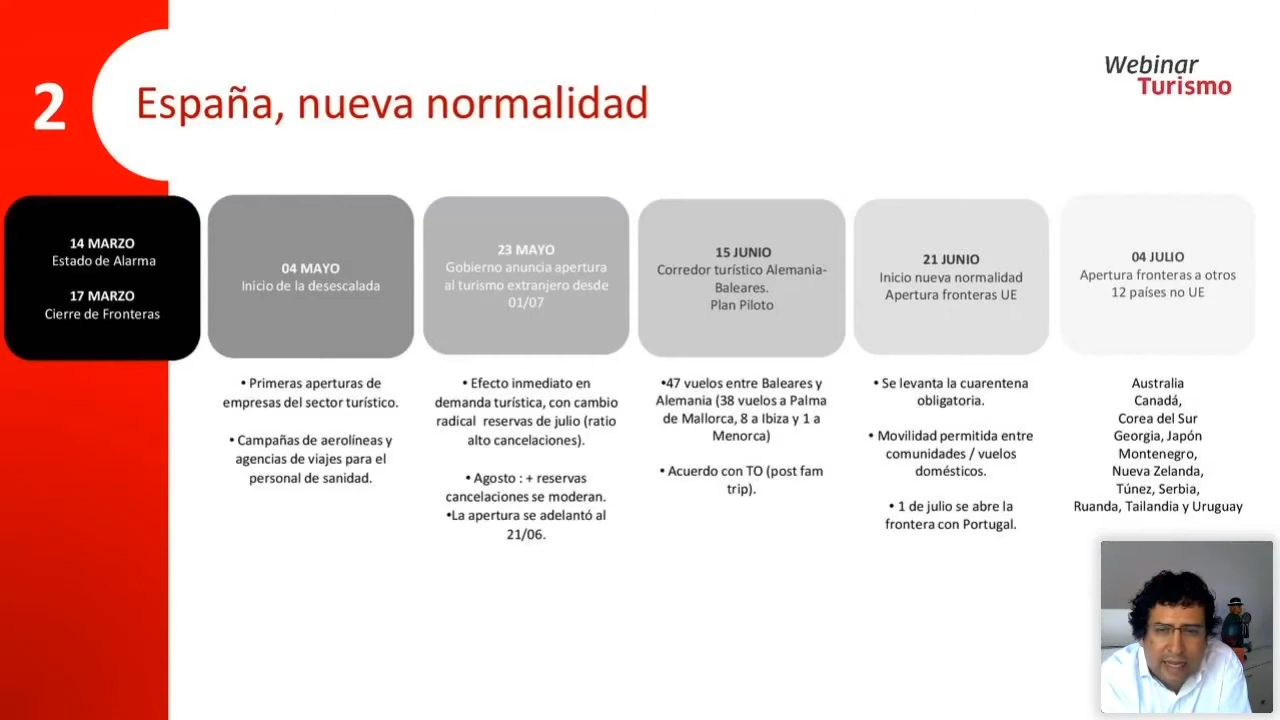 2
España, nueva normalidad
Webinar
Turismo
14 MARZO
Estado de Alarma
17 MARZO
Cierre de Fronteras
04 MAYO
Inicio de la desescalada
23 MAYO
Gobierno anuncia apertura
al turismo extranjero desde
01/07
15 JUNIO
Corredor turístico Alemania-
Baleares.
Plan Piloto
21 JUNIO
Inicio nueva normalidad
Apertura fronteras UE
04 JULIO
Apertura fronteras a otros
12 países no UE
• Primeras aperturas de
empresas del sector turístico.
• Campañas de aerolíneas y
agencias de viajes para el
personal de sanidad.
• Efecto inmediato en
demanda turística, con cambio
radical reservas de julio (ratio
alto cancelaciones).
• Agosto : + reservas
cancelaciones se moderan.
•La apertura se adelantó al
21/06.
•47 vuelos entre Baleares y
Alemania (38 vuelos a Palma
de Mallorca, 8 a Ibiza y 1 a
Menorca)
• Acuerdo con TO (post fam
trip).
• Se levanta la cuarentena
obligatoria.
• Movilidad permitida entre
comunidades / vuelos
domésticos.
• 1 de julio se abre la
frontera con Portugal.
Australia
Canadá,
Corea del Sur
Georgia, Japón
Montenegro,
Nueva Zelanda,
Túnez, Serbia,
Ruanda, Tailandia y Uruguay